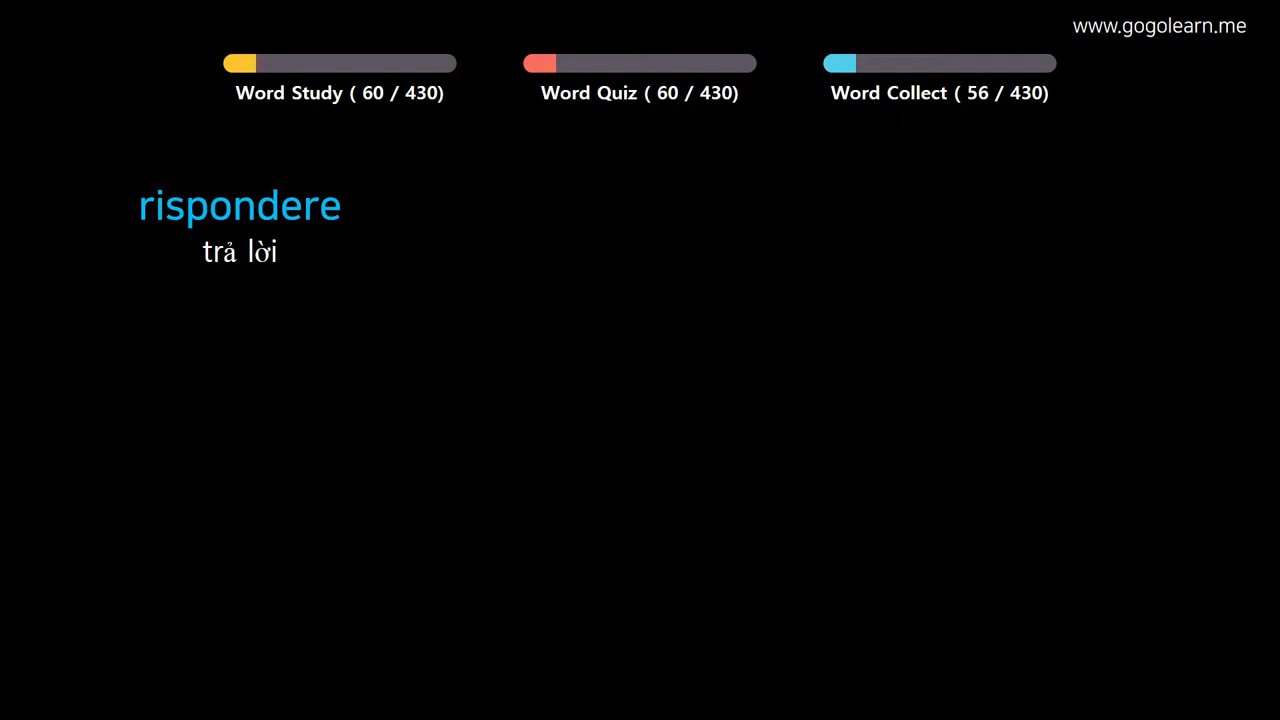 www.gogolearn.me
Word Study ( 60 / 430)
Word Quiz ( 60 / 430)
Word Collect ( 56 / 430)
rispondere
trả lời